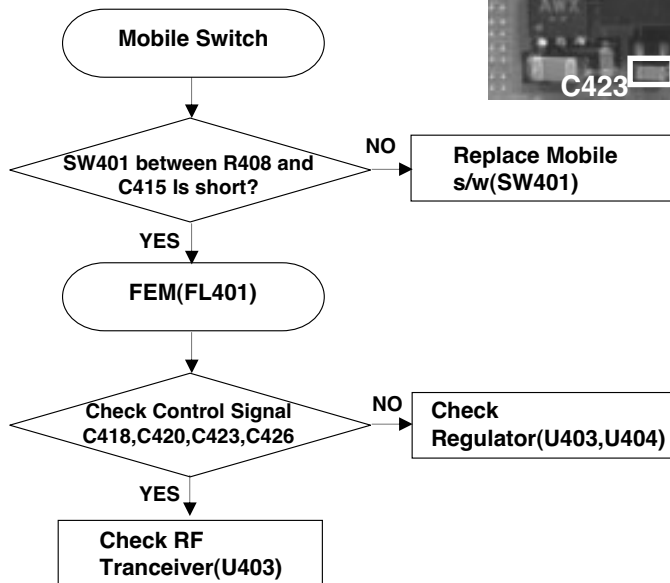 Mobile Switch
AWX
C423
SW401 between R408 and
C415 Is short?
NO
Replace Mobile
s/w(SW401)
YES
FEM(FL401)
Check Control Signal
C418,C420,C423,C426
NO
Check
Regulator(U403,U404)
YES
Check RF
Tranceiver(U403)